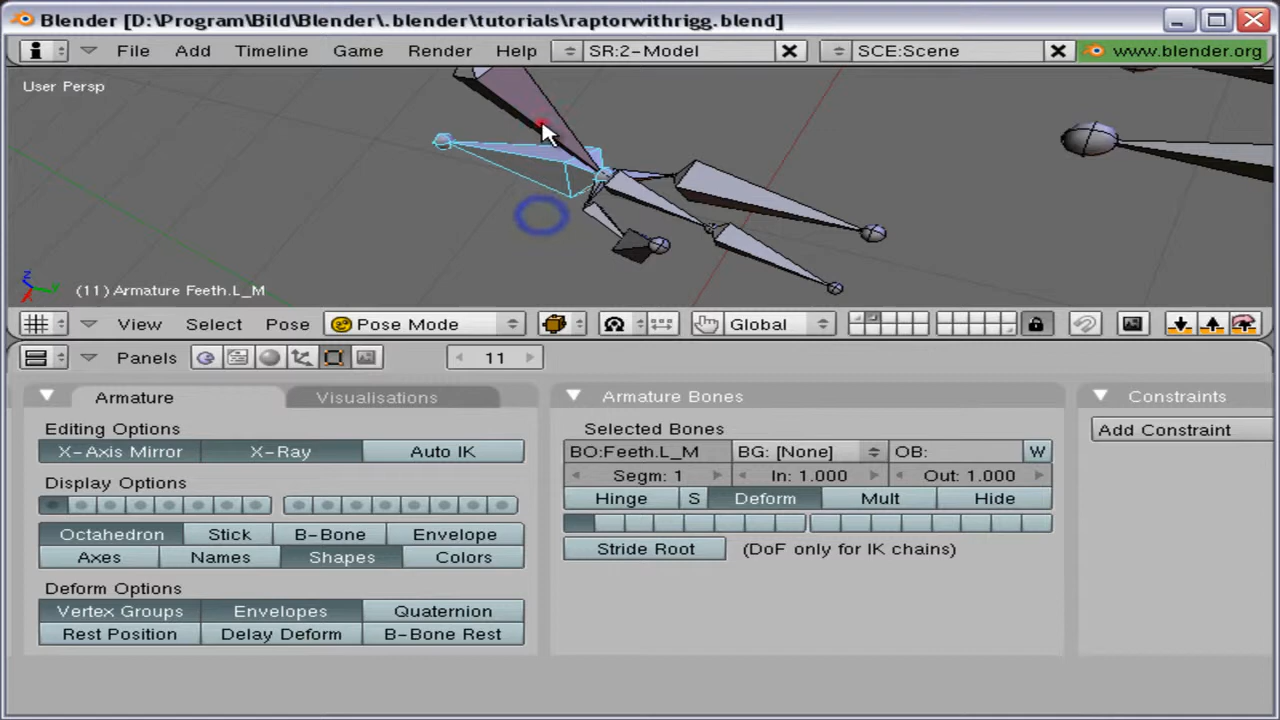 Blender [D:\Program\Bild\Blender\.blender\tutorials\raptorwithrigg.blend]
File Add Timeline Game Render Help SR:2-Model SCE:Scene www.blender.org
User Persp
z
(11) Armature Feeth.L_M
View Select Pose Pose Mode Global
Panels 11
Armature Visualisations Armature Bones Constraints
Editing Options Selected Bones Add Constraint
X-Axis Mirror X-Ray Auto IK BO:Feeth.L_M BG: [None] OB: W
Segm: 1 In: 1.000 Out: 1.000
Display Options Hinge S Deform Mult Hide
Octahedron Stick B-Bone Envelope Stride Root (DoF only for IK chains)
Axes Names Shapes Colors
Deform Options
Vertex Groups Envelopes Quaternion
Rest Position Delay Deform B-Bone Rest